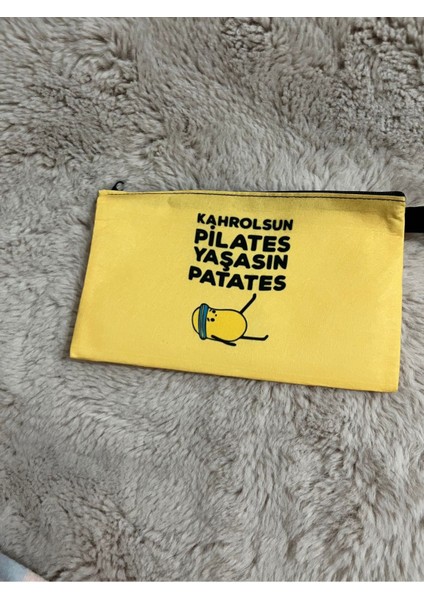 KAHROLSUN
PİLATES
YAŞASIN
PATATES